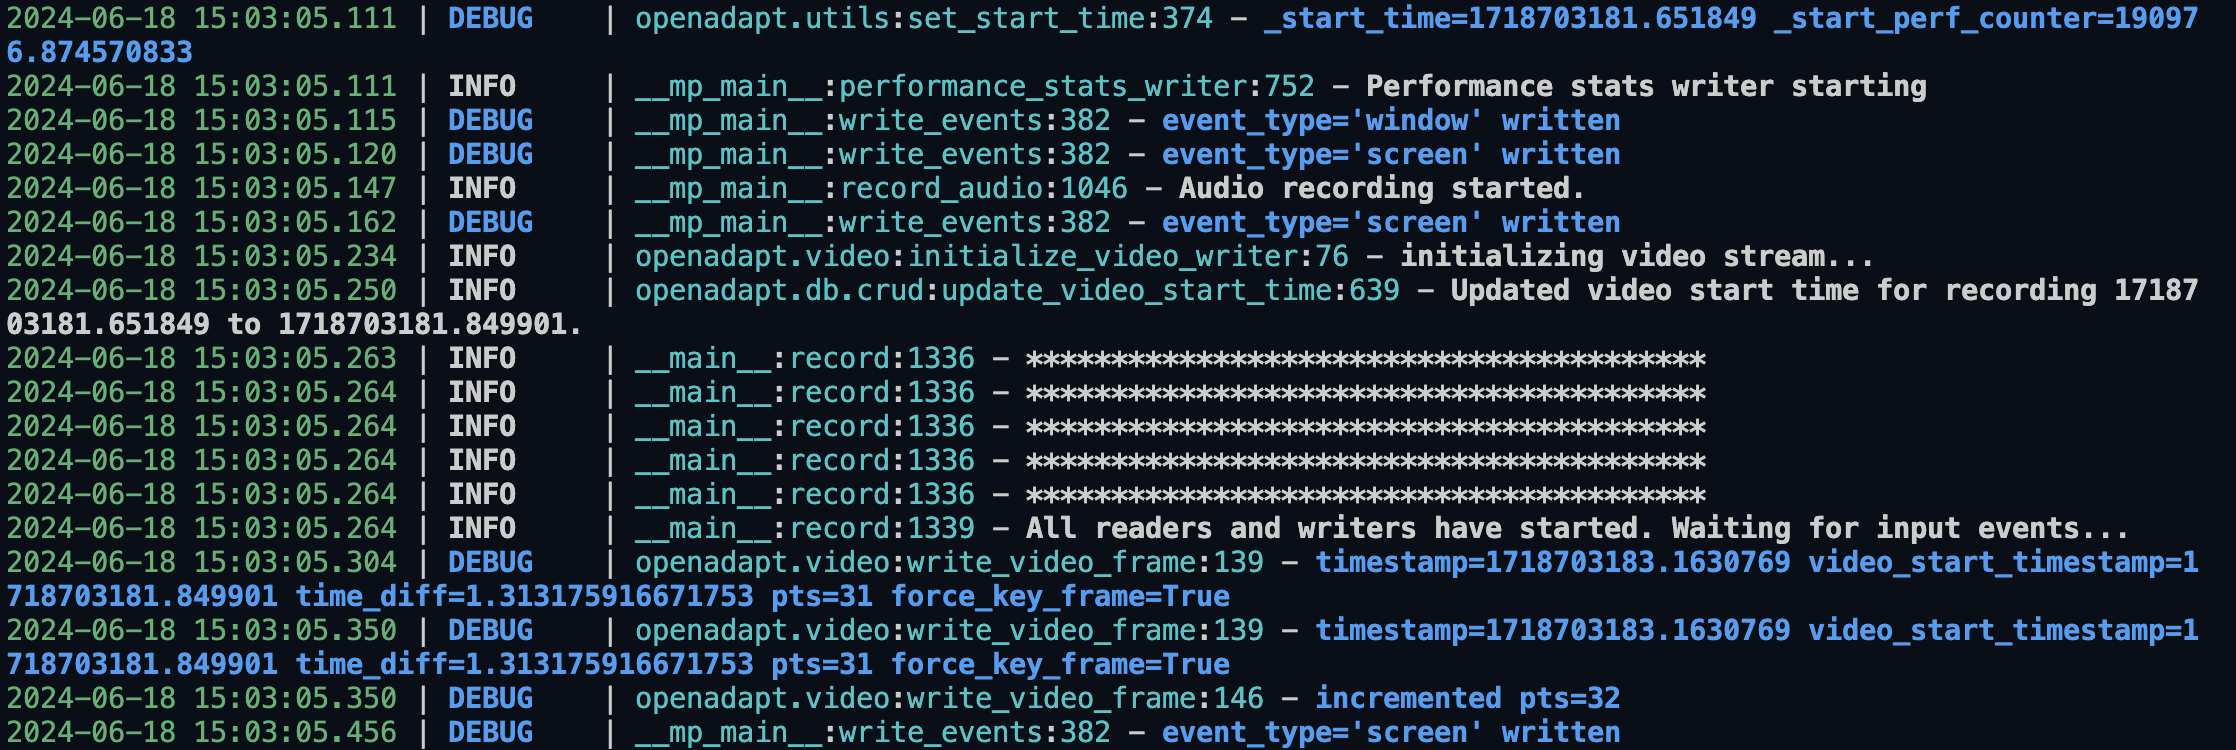 2024-06-18 15:03:05.111 | DEBUG    | openadapt.utils:set_start_time:374 - _start_time=1718703181.651849 _start_perf_counter=19097
6.874570833
2024-06-18 15:03:05.111 | INFO     | __mp_main__:performance_stats_writer:752 - Performance stats writer starting
2024-06-18 15:03:05.115 | DEBUG    | __mp_main__:write_events:382 - event_type='window' written
2024-06-18 15:03:05.120 | DEBUG    | __mp_main__:write_events:382 - event_type='screen' written
2024-06-18 15:03:05.147 | INFO     | __mp_main__:record_audio:1046 - Audio recording started.
2024-06-18 15:03:05.162 | DEBUG    | __mp_main__:write_events:382 - event_type='screen' written
2024-06-18 15:03:05.234 | INFO     | openadapt.video:initialize_video_writer:76 - initializing video stream...
2024-06-18 15:03:05.250 | INFO     | openadapt.db.crud:update_video_start_time:639 - Updated video start time for recording 17187
03181.651849 to 1718703181.849901.
2024-06-18 15:03:05.263 | INFO     | __main__:record:1336 - ****************************************
2024-06-18 15:03:05.264 | INFO     | __main__:record:1336 - ****************************************
2024-06-18 15:03:05.264 | INFO     | __main__:record:1336 - ****************************************
2024-06-18 15:03:05.264 | INFO     | __main__:record:1336 - ****************************************
2024-06-18 15:03:05.264 | INFO     | __main__:record:1336 - ****************************************
2024-06-18 15:03:05.264 | INFO     | __main__:record:1339 - All readers and writers have started. Waiting for input events...
2024-06-18 15:03:05.304 | DEBUG    | openadapt.video:write_video_frame:139 - timestamp=1718703183.1630769 video_start_timestamp=1
718703181.849901 time_diff=1.313175916671753 pts=31 force_key_frame=True
2024-06-18 15:03:05.350 | DEBUG    | openadapt.video:write_video_frame:139 - timestamp=1718703183.1630769 video_start_timestamp=1
718703181.849901 time_diff=1.313175916671753 pts=31 force_key_frame=True
2024-06-18 15:03:05.350 | DEBUG    | openadapt.video:write_video_frame:146 - incremented pts=32
2024-06-18 15:03:05.456 | DEBUG    | __mp_main__:write_events:382 - event_type='screen' written